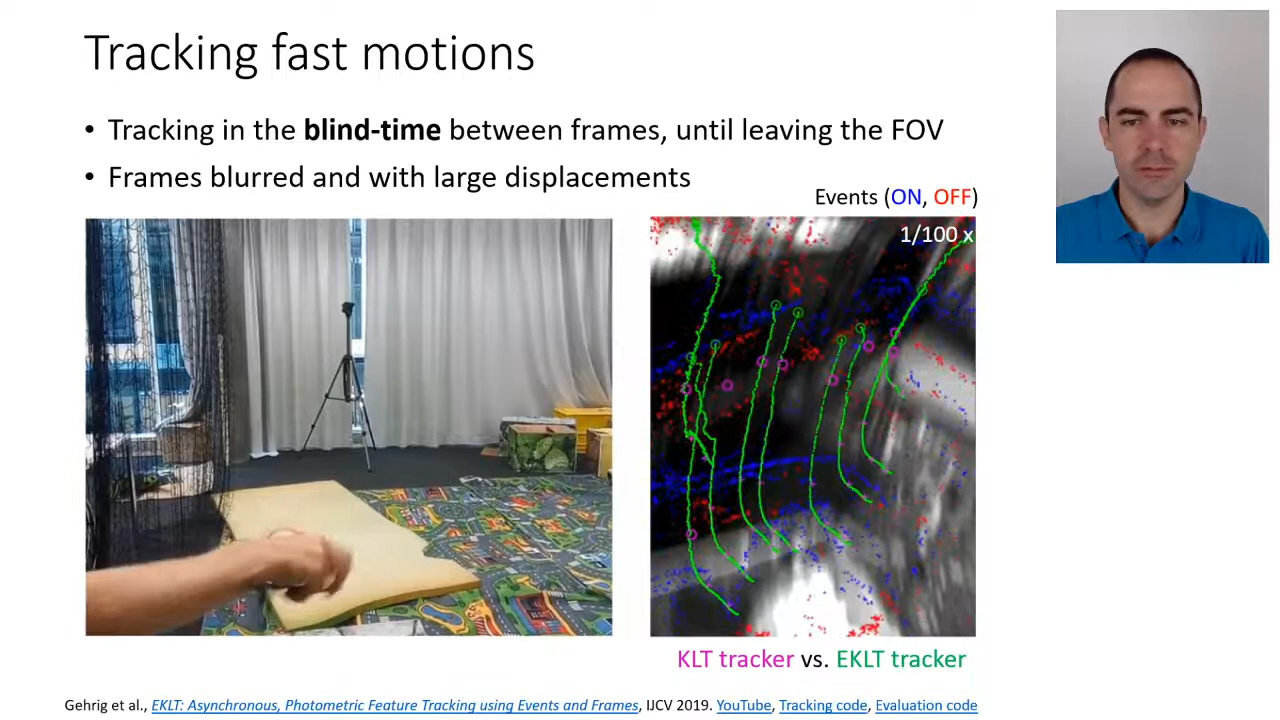 Tracking fast motions
• Tracking in the blind-time between frames, until leaving the FOV
• Frames blurred and with large displacements
Events (ON, OFF)
1/100 x
KLT tracker vs. EKLT tracker
Gehrig et al., EKLT: Asynchronous, Photometric Feature Tracking using Events and Frames, IJCV 2019. YouTube, Tracking code, Evaluation code